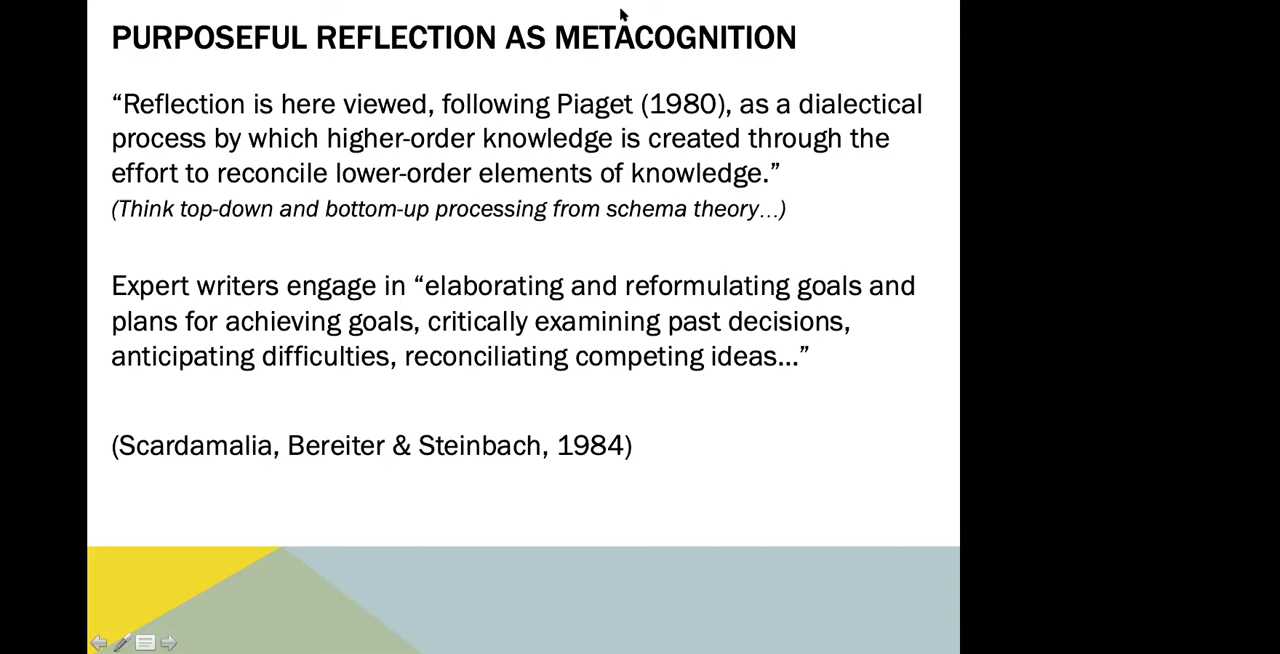 PURPOSEFUL REFLECTION AS METACOGNITION
“Reflection is here viewed, following Piaget (1980), as a dialectical
process by which higher-order knowledge is created through the
effort to reconcile lower-order elements of knowledge.”
(Think top-down and bottom-up processing from schema theory…)
Expert writers engage in “elaborating and reformulating goals and
plans for achieving goals, critically examining past decisions,
anticipating difficulties, reconciliating competing ideas…”
(Scardamalia, Bereiter & Steinbach, 1984)